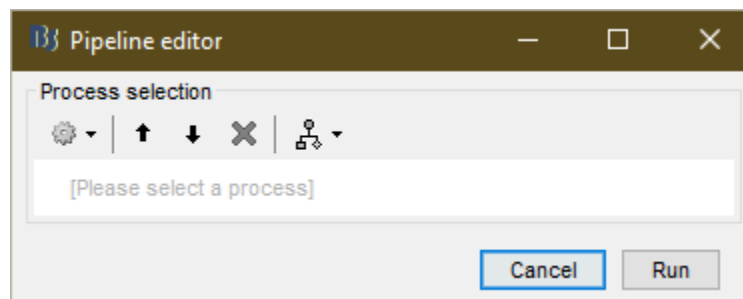 Pipeline editor
Process selection
[Please select a process]
Cancel Run